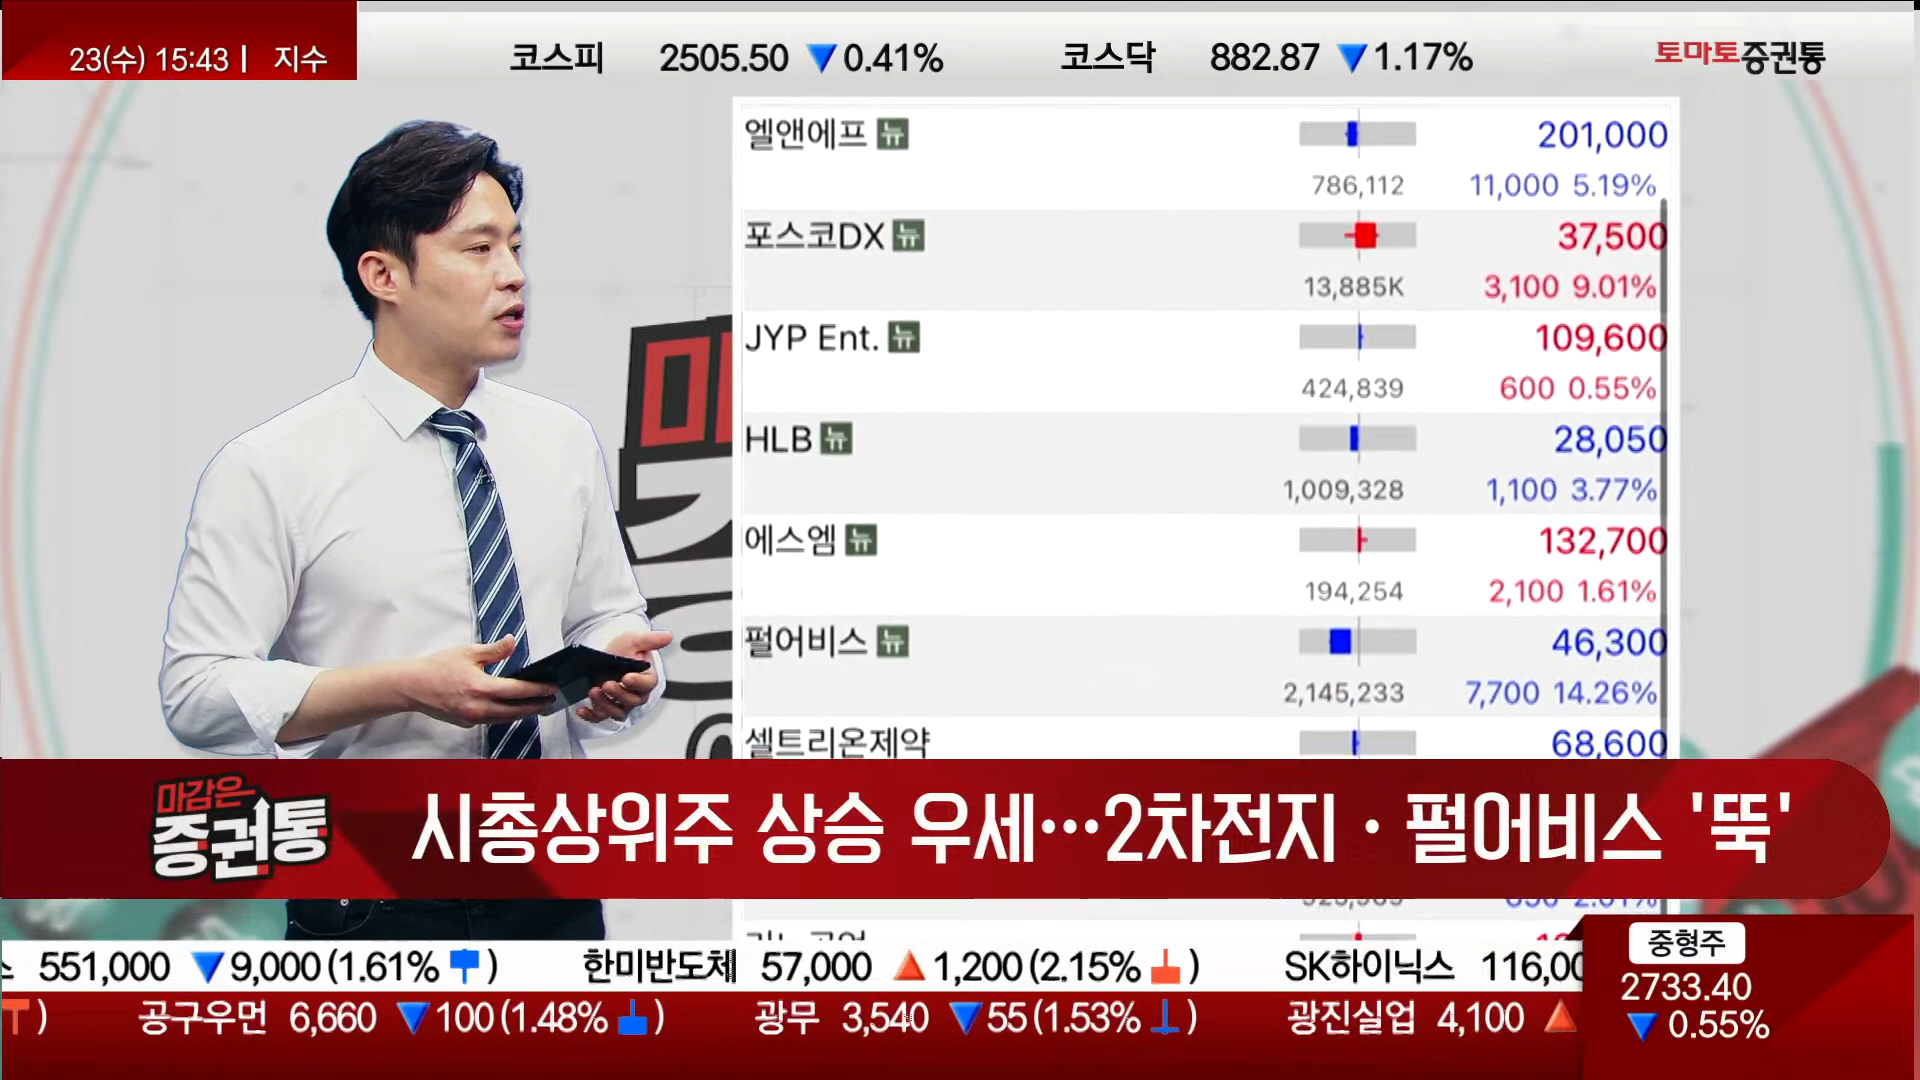 23(수) 15:43 | 지수
코스피 2505.50 ▼0.41%
코스닥 882.87 ▼1.17%
토마토증권통
엘앤에프 뉴 201,000
786,112 11,000 5.19%
포스코DX 뉴 37,500
13,885K 3,100 9.01%
JYP Ent. 뉴 109,600
424,839 600 0.55%
HLB 뉴 28,050
1,009,328 1,100 3.77%
에스엠 뉴 132,700
194,254 2,100 1.61%
펄어비스 뉴 46,300
2,145,233 7,700 14.26%
셀트리온제약 68,600
마감은
증권통
시총상위주 상승 우세…2차전지·펄어비스 '뚝'
551,000 ▼9,000(1.61% ) 한미반도체 57,000 ▲1,200(2.15% ) SK하이닉스
공구우먼 6,660 ▼100(1.48% ) 광무 3,540 ▼55(1.53% ) 광진실업 4,100 ▲
중형주
2733.40
▼0.55%